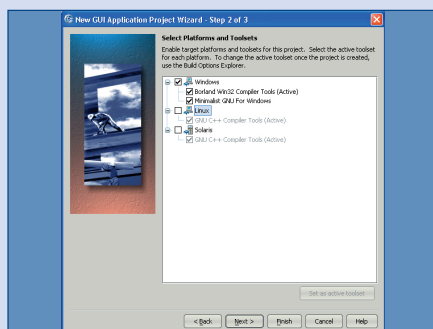 New GUI Application Project Wizard - Step 2 of 3
Select Platforms and Toolsets
Enable target platforms and toolsets for this project. Select the active toolset
for each platform. To change the active toolset once the project is created,
use the Build Options Explorer.
Windows
Borland Win32 Compiler Tools (Active)
Minimalist GNU For Windows
Linux
GNU C++ Compiler Tools (Active)
Solaris
GNU C++ Compiler Tools (Active)
Set as active toolset
< Back
Next >
Finish
Cancel
Help